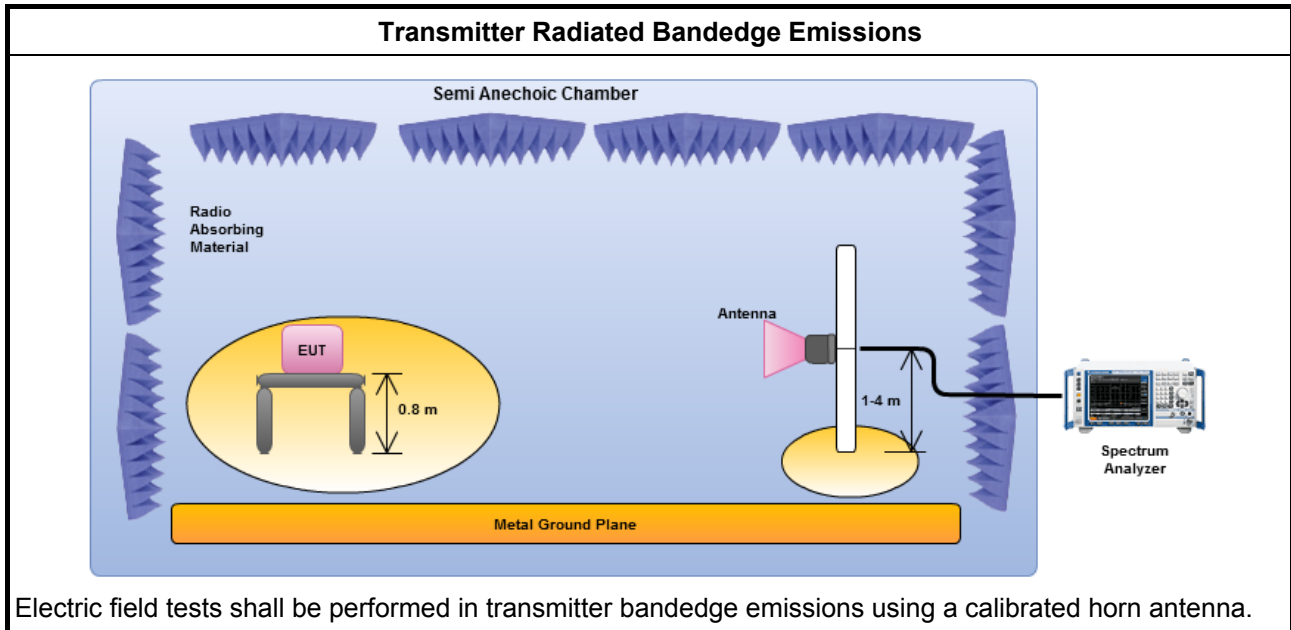 Transmitter Radiated Bandedge Emissions
Semi Anechoic Chamber
Radio
Absorbing
Material
Antenna
EUT
0.8 m
1-4 m
Spectrum
Analyzer
Metal Ground Plane
Electric field tests shall be performed in transmitter bandedge emissions using a calibrated horn antenna.